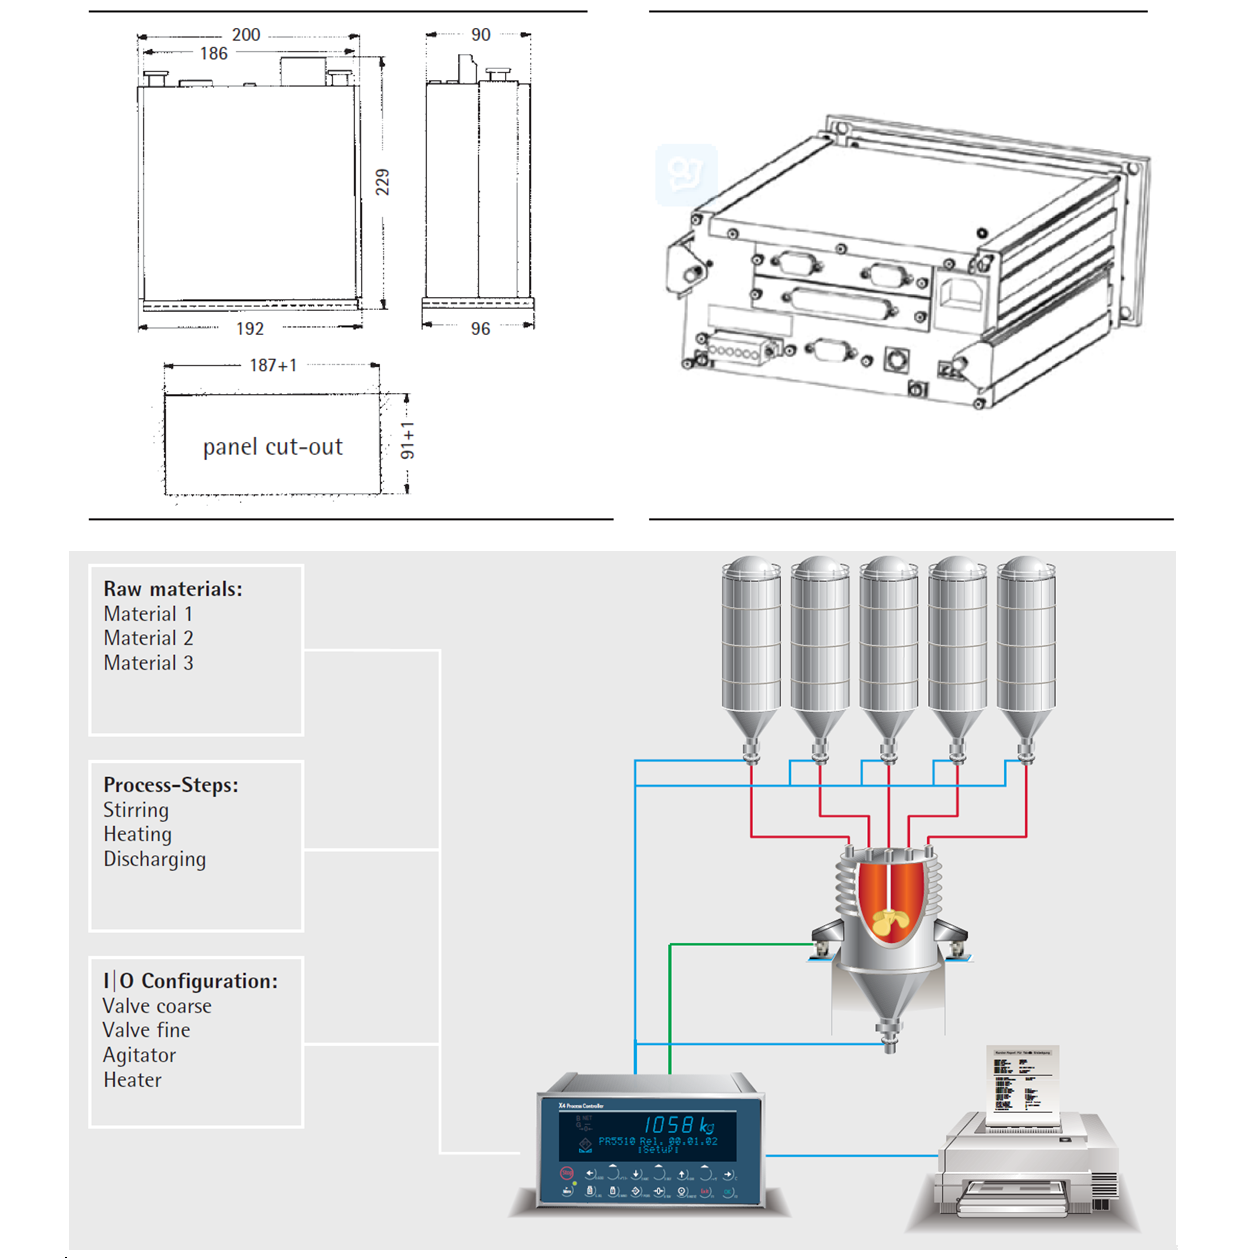 200
186
90
229
192
96
187+1
91+1
panel cut-out
Raw materials:
Material 1
Material 2
Material 3
Process-Steps:
Stirring
Heating
Discharging
I|O Configuration:
Valve coarse
Valve fine
Agitator
Heater
X4 Process Controller
1058 kg
PR5510 Rel. 00.01.02
[Setup]